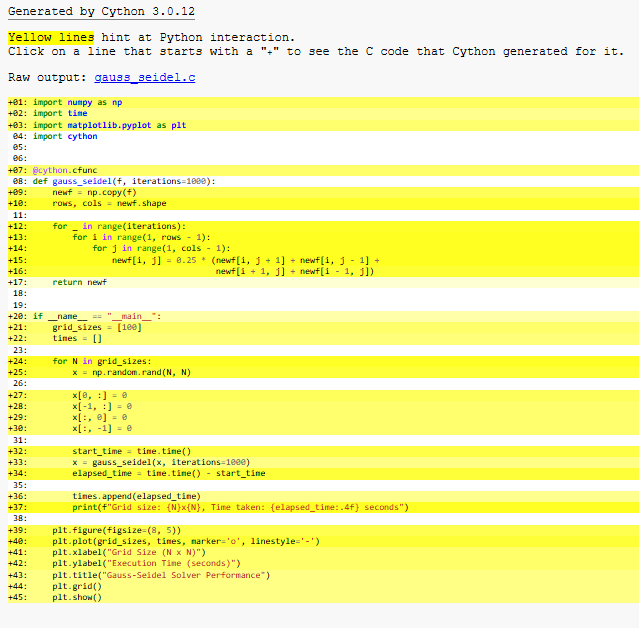 Generated by Cython 3.0.12
Yellow lines hint at Python interaction.
Click on a line that starts with a "+" to see the C code that Cython generated for it.
Raw output: gauss_seidel.c
+01: import numpy as np
+02: import time
+03: import matplotlib.pyplot as plt
 04: import cython
 05:
 06:
+07: @cython.cfunc
 08: def gauss_seidel(f, iterations=1000):
+09:     newf = np.copy(f)
+10:     rows, cols = newf.shape
 11:
+12:     for _ in range(iterations):
+13:         for i in range(1, rows - 1):
+14:             for j in range(1, cols - 1):
+15:                 newf[i, j] = 0.25 * (newf[i, j + 1] + newf[i, j - 1] +
+16:                                      newf[i + 1, j] + newf[i - 1, j])
+17:     return newf
 18:
 19:
+20: if __name__ == "__main__":
+21:     grid_sizes = [100]
+22:     times = []
 23:
+24:     for N in grid_sizes:
+25:         x = np.random.rand(N, N)
 26:
+27:         x[0, :] = 0
+28:         x[-1, :] = 0
+29:         x[:, 0] = 0
+30:         x[:, -1] = 0
 31:
+32:         start_time = time.time()
+33:         x = gauss_seidel(x, iterations=1000)
+34:         elapsed_time = time.time() - start_time
 35:
+36:         times.append(elapsed_time)
+37:         print(f"Grid size: {N}x{N}, Time taken: {elapsed_time:.4f} seconds")
 38:
+39:     plt.figure(figsize=(8, 5))
+40:     plt.plot(grid_sizes, times, marker='o', linestyle='-')
+41:     plt.xlabel("Grid Size (N x N)")
+42:     plt.ylabel("Execution Time (seconds)")
+43:     plt.title("Gauss-Seidel Solver Performance")
+44:     plt.grid()
+45:     plt.show()